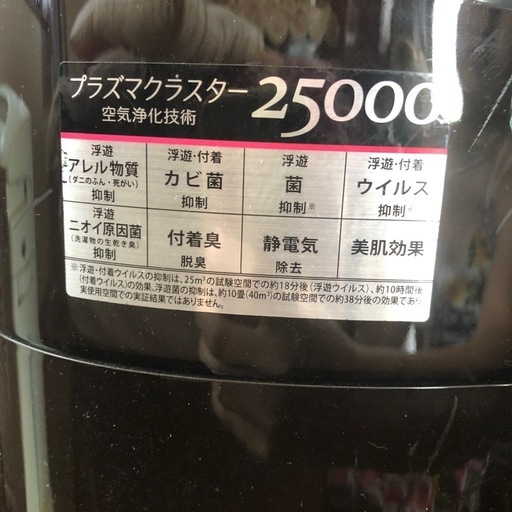 プラズマクラスター 25000
空気浄化技術
浮遊
アレル物質
(ダニのふん・死がい)
抑制
浮遊・付着
カビ菌
抑制
浮遊
菌
抑制※
浮遊・付着
ウイルス
抑制※
浮遊
ニオイ原因菌
(洗濯物の生乾き臭)
抑制
付着臭
脱臭
静電気
除去
美肌効果
※浮遊・付着ウイルスの抑制は、25m³の試験空間での約18分後(浮遊ウイルス)、約10時間後
(付着ウイルス)の効果、浮遊菌の抑制は、約10畳(40m³)の試験空間での約38分後の効果であり、
実使用空間での実証結果ではありません。